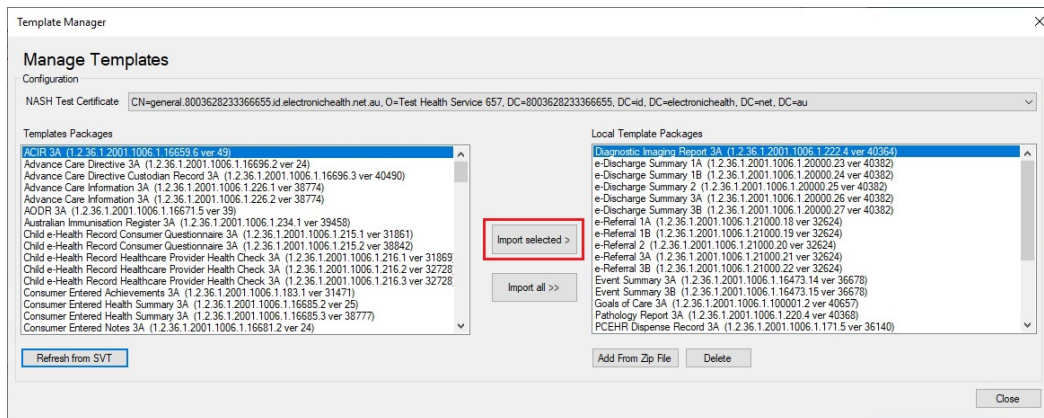 Template Manager
Manage Templates
Configuration
NASH Test Certificate CN=general.8003628233366655.id.electronichealth.net.au, O=Test Health Service 657, DC=8003628233366655, DC=id, DC=electronichealth, DC=net, DC=au
Templates Packages
ACIR 3A (1.2.36.1.2001.1006.1.16659.6 ver 49)
Advance Care Directive 3A (1.2.36.1.2001.1006.1.16696.2 ver 24)
Advance Care Directive Custodian Record 3A (1.2.36.1.2001.1006.1.16696.3 ver 40490)
Advance Care Information 3A (1.2.36.1.2001.1006.1.226.1 ver 38774)
Advance Care Information 3A (1.2.36.1.2001.1006.1.226.2 ver 38774)
AODR 3A (1.2.36.1.2001.1006.1.16671.5 ver 39)
Australian Immunisation Register 3A (1.2.36.1.2001.1006.1.234.1 ver 39458)
Child e-Health Record Consumer Questionnaire 3A (1.2.36.1.2001.1006.1.215.1 ver 31861)
Child e-Health Record Consumer Questionnaire 3A (1.2.36.1.2001.1006.1.215.2 ver 38842)
Child e-Health Record Healthcare Provider Health Check 3A (1.2.36.1.2001.1006.1.216.1 ver 31869
Child e-Health Record Healthcare Provider Health Check 3A (1.2.36.1.2001.1006.1.216.2 ver 32728
Child e-Health Record Healthcare Provider Health Check 3A (1.2.36.1.2001.1006.1.216.3 ver 32728
Consumer Entered Achievements 3A (1.2.36.1.2001.1006.1.183.1 ver 31471)
Consumer Entered Health Summary 3A (1.2.36.1.2001.1006.1.16685.2 ver 25)
Consumer Entered Health Summary 3A (1.2.36.1.2001.1006.1.16685.3 ver 38777)
Consumer Entered Notes 3A (1.2.36.1.2001.1006.1.16681.2 ver 24)
Refresh from SVT
Import selected >
Import all >>
Local Template Packages
Diagnostic Imaging Report 3A (1.2.36.1.2001.1006.1.222.4 ver 40364)
e-Discharge Summary 1A (1.2.36.1.2001.1006.1.20000.23 ver 40382)
e-Discharge Summary 1B (1.2.36.1.2001.1006.1.20000.24 ver 40382)
e-Discharge Summary 2 (1.2.36.1.2001.1006.1.20000.25 ver 40382)
e-Discharge Summary 3A (1.2.36.1.2001.1006.1.20000.26 ver 40382)
e-Discharge Summary 3B (1.2.36.1.2001.1006.1.20000.27 ver 40382)
e-Referral 1A (1.2.36.1.2001.1006.1.21000.18 ver 32624)
e-Referral 1B (1.2.36.1.2001.1006.1.21000.19 ver 32624)
e-Referral 2 (1.2.36.1.2001.1006.1.21000.20 ver 32624)
e-Referral 3A (1.2.36.1.2001.1006.1.21000.21 ver 32624)
e-Referral 3B (1.2.36.1.2001.1006.1.21000.22 ver 32624)
Event Summary 3A (1.2.36.1.2001.1006.1.16473.14 ver 36678)
Event Summary 3B (1.2.36.1.2001.1006.1.16473.15 ver 36678)
Goals of Care 3A (1.2.36.1.2001.1006.1.100001.2 ver 40657)
Pathology Report 3A (1.2.36.1.2001.1006.1.220.4 ver 40368)
PCEHR Dispense Record 3A (1.2.36.1.2001.1006.1.171.5 ver 36140)
Add From Zip File
Delete
Close